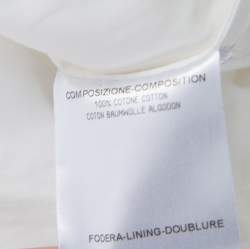 COMPOSIZIONE-COMPOSITION
100% COTONE COTTON
COTON BAUMWOLLE ALGODON
FODERA-LINING-DOUBLURE